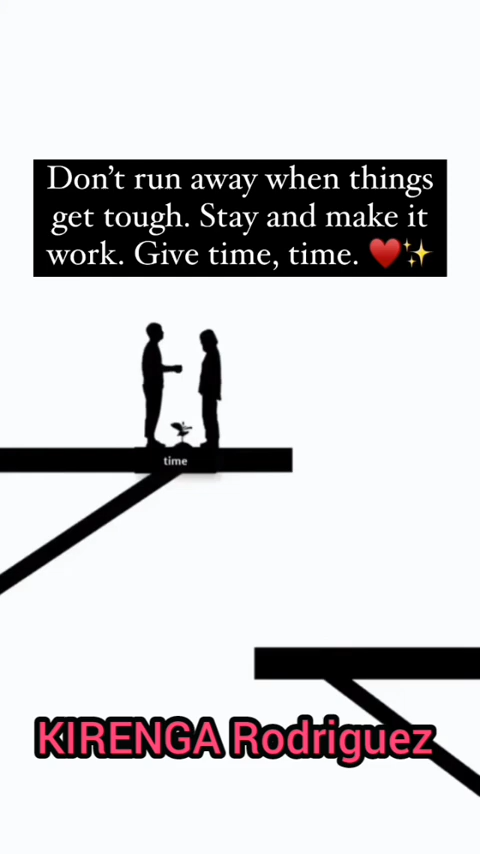 Don’t run away when things
get tough. Stay and make it
work. Give time, time. ♥️✨
time
KIRENGA Rodriguez